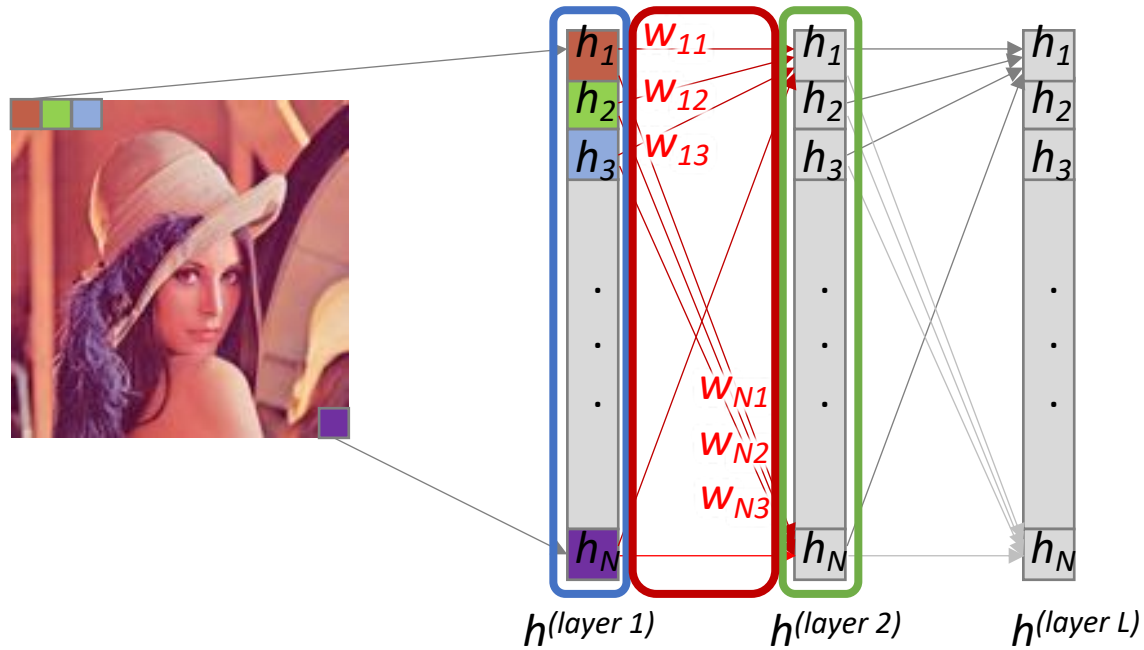 h1 w11 h1 h1
h2 w12 h2 h2
h3 w13 h3 h3
. . .
. . .
. . .
wN1
wN2
wN3
hN hN hN
h(layer 1) h(layer 2) h(layer L)